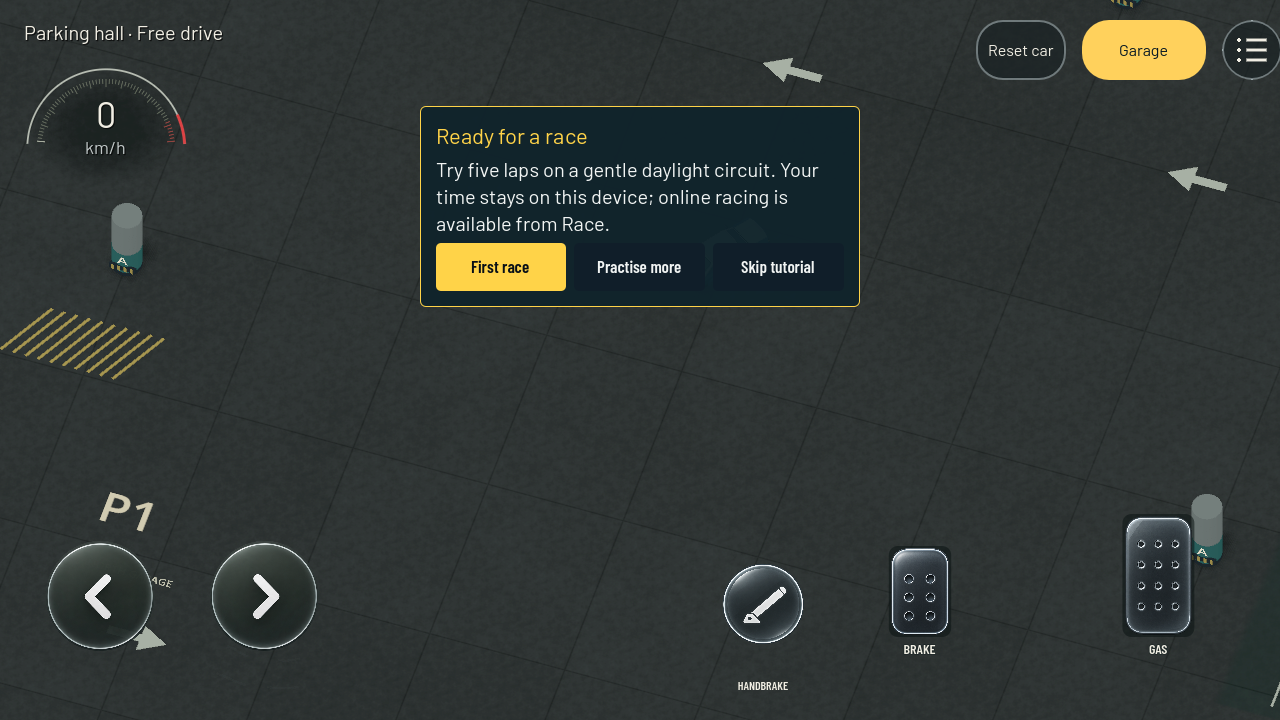 Parking hall · Free drive
Reset car
Garage
0
km/h
Ready for a race
Try five laps on a gentle daylight circuit. Your
time stays on this device; online racing is
available from Race.
First race
Practise more
Skip tutorial
A
P1
AGE
A
HANDBRAKE
BRAKE
GAS